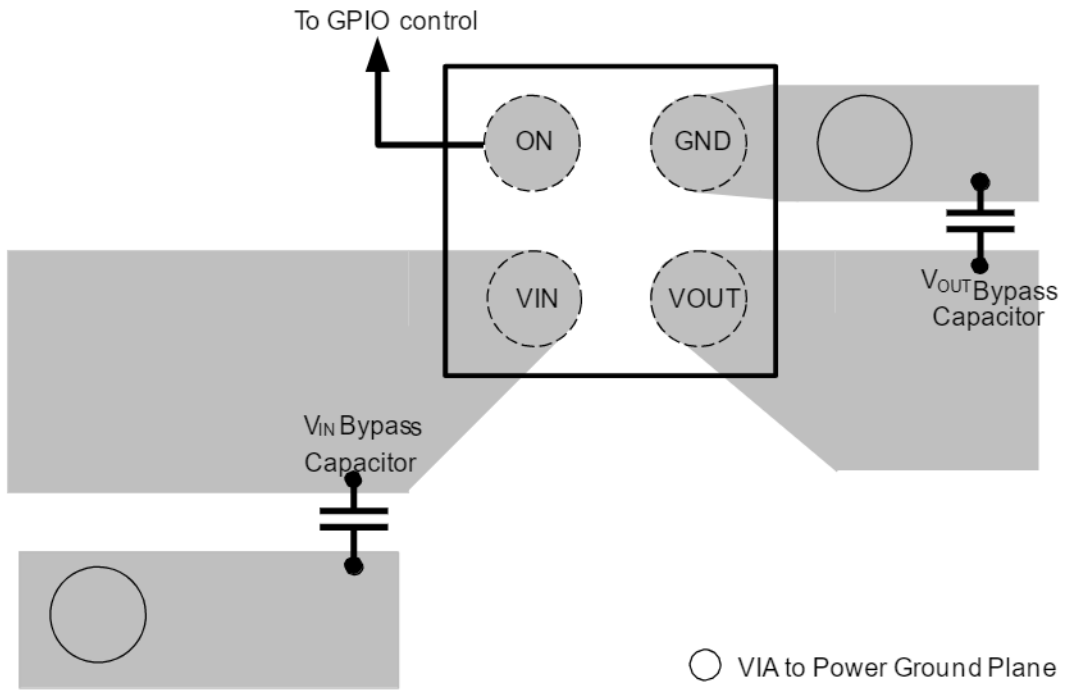 To GPIO control
ON
GND
VIN
VOUT
VOUT Bypass
Capacitor
VIN Bypass
Capacitor
VIA to Power Ground Plane